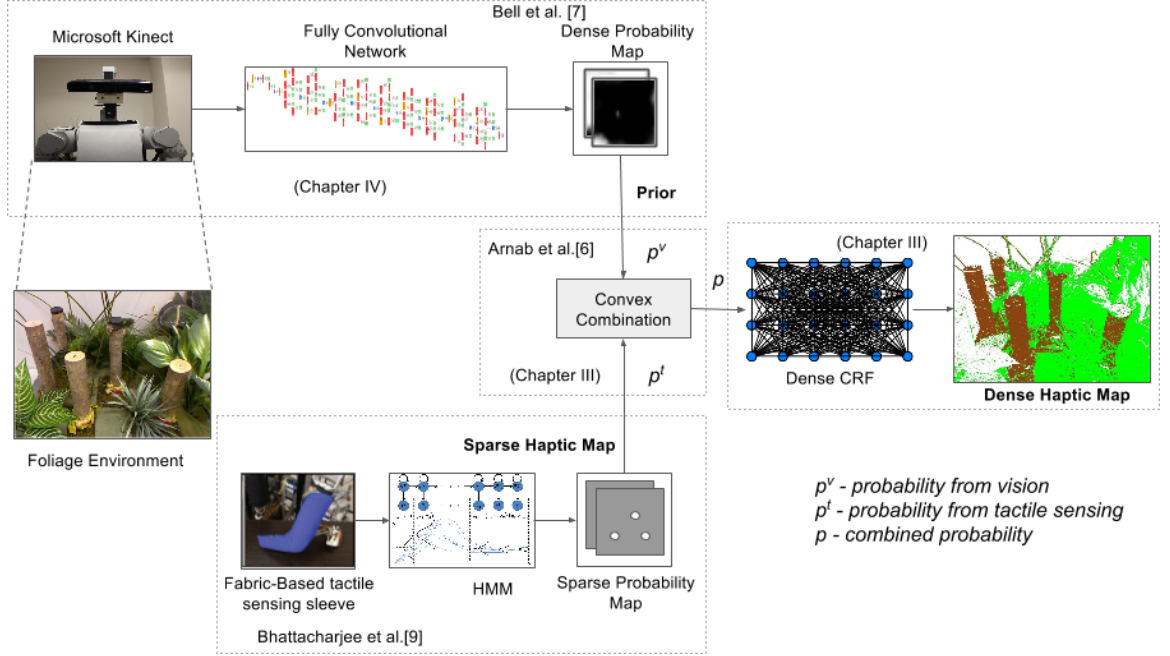 Bell et al. [7]
Microsoft Kinect
Fully Convolutional
Network
Dense Probability
Map
(Chapter IV)
Prior
Arnab et al.[6]
p^v
(Chapter III)
p
Convex
Combination
(Chapter III)
p^t
Dense CRF
Dense Haptic Map
Foliage Environment
Sparse Haptic Map
Fabric-Based tactile
sensing sleeve
HMM
Sparse Probability
Map
Bhattacharjee et al.[9]
p^v - probability from vision
p^t - probability from tactile sensing
p - combined probability